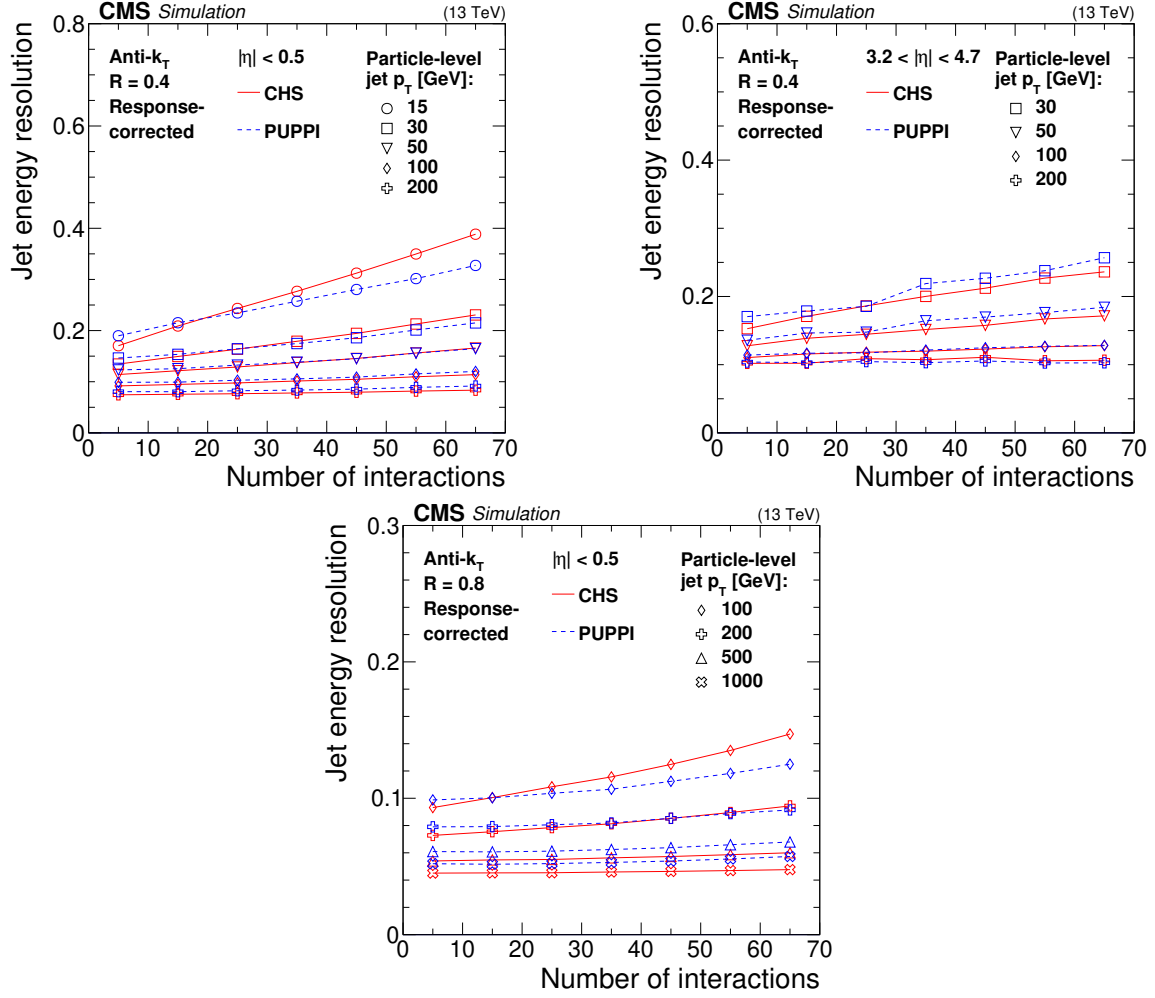 CMS Simulation (13 TeV)
Jet energy resolution
0.8
0.6
0.4
0.2
0
Anti-kT |η| < 0.5 Particle-level
R = 0.4 jet pT [GeV]:
Response- CHS
corrected PUPPI
15
30
50
100
200
0 10 20 30 40 50 60 70
Number of interactions
CMS Simulation (13 TeV)
Jet energy resolution
0.6
0.4
0.2
0
Anti-kT 3.2 < |η| < 4.7 Particle-level
R = 0.4 jet pT [GeV]:
Response- CHS
corrected PUPPI
30
50
100
200
0 10 20 30 40 50 60 70
Number of interactions
CMS Simulation (13 TeV)
Jet energy resolution
0.3
0.2
0.1
0
Anti-kT |η| < 0.5 Particle-level
R = 0.8 jet pT [GeV]:
Response- CHS
corrected PUPPI
100
200
500
1000
0 10 20 30 40 50 60 70
Number of interactions